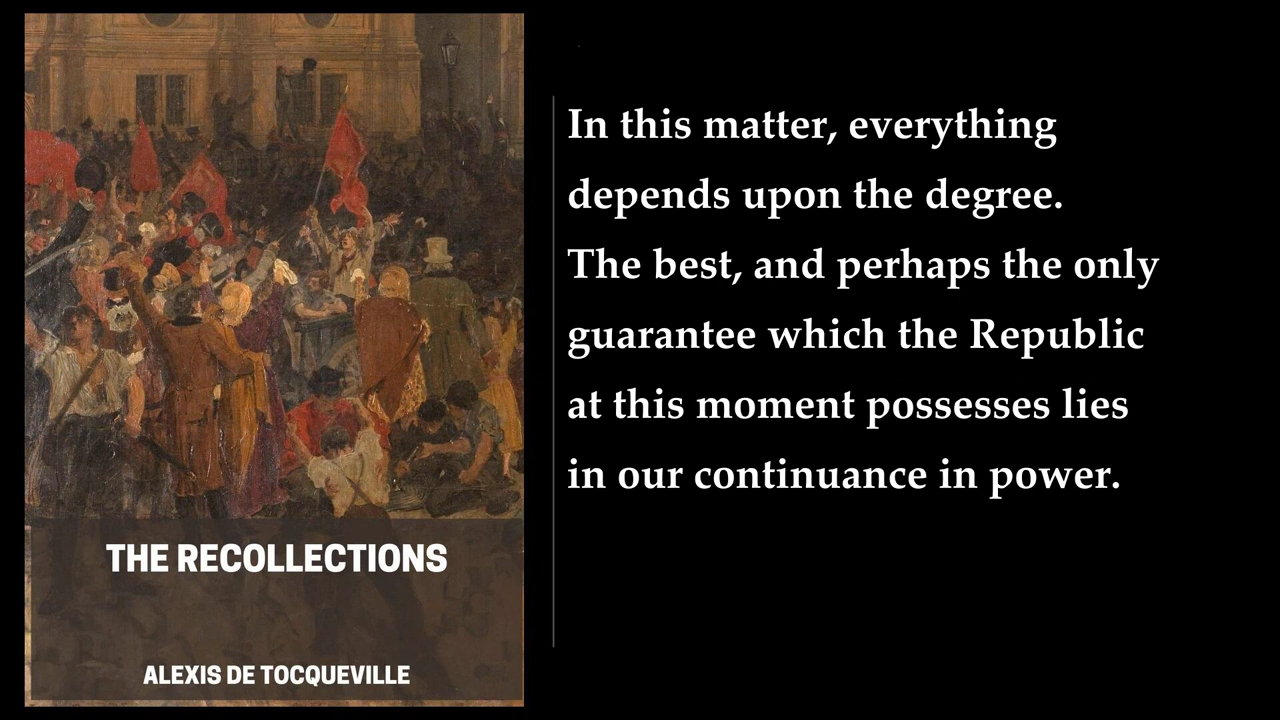 THE RECOLLECTIONS
ALEXIS DE TOCQUEVILLE
In this matter, everything
depends upon the degree.
The best, and perhaps the only
guarantee which the Republic
at this moment possesses lies
in our continuance in power.